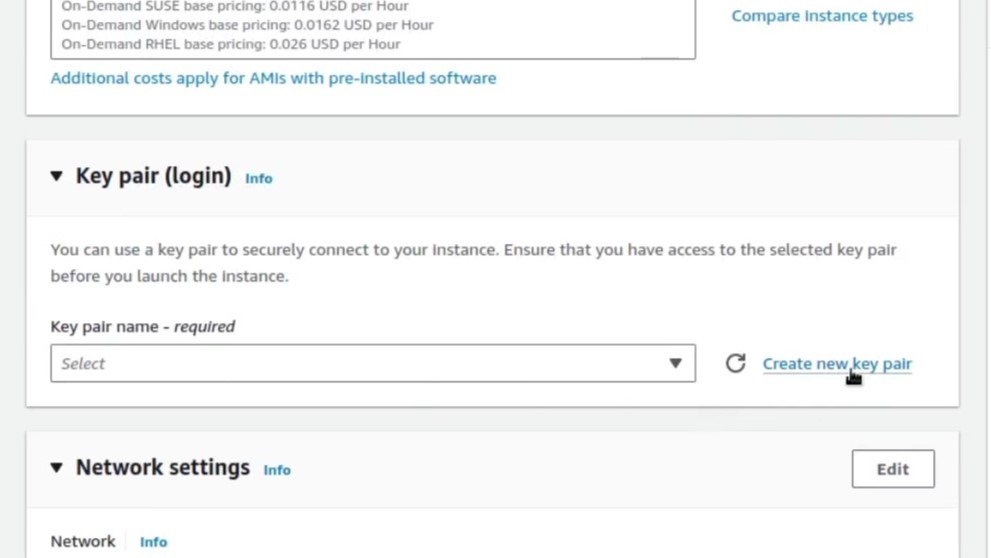 On-Demand SUSE base pricing: 0.0116 USD per Hour
On-Demand Windows base pricing: 0.0162 USD per Hour
On-Demand RHEL base pricing: 0.026 USD per Hour
Compare instance types
Additional costs apply for AMIs with pre-installed software
Key pair (login) Info
You can use a key pair to securely connect to your instance. Ensure that you have access to the selected key pair
before you launch the instance.
Key pair name - required
Select
Create new key pair
Network settings Info
Edit
Network Info